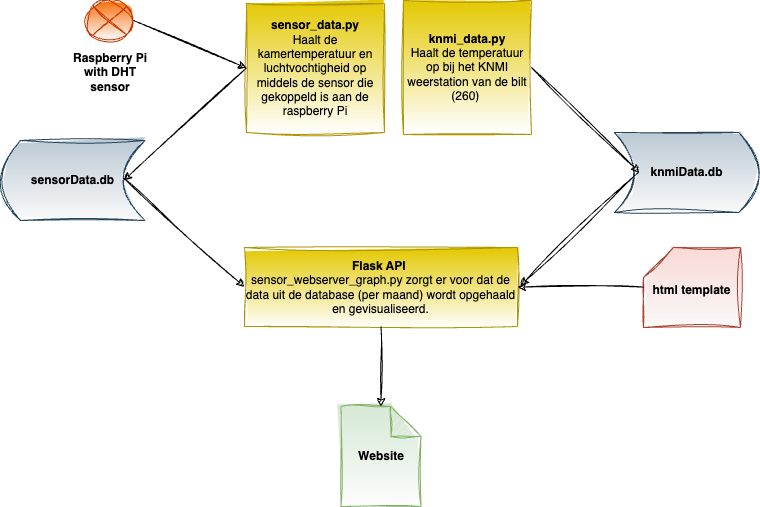 Raspberry Pi
with DHT
sensor
sensor_data.py
Haalt de
kamertemperatuur en
luchtvochtigheid op
middels de sensor die
gekoppeld is aan de
raspberry Pi
knmi_data.py
Haalt de temperatuur
op bij het KNMI
weerstation van de bilt
(260)
sensorData.db
knmiData.db
Flask API
sensor_webserver_graph.py zorgt er voor dat de
data uit de database (per maand) wordt opgehaald
en gevisualiseerd.
html template
Website